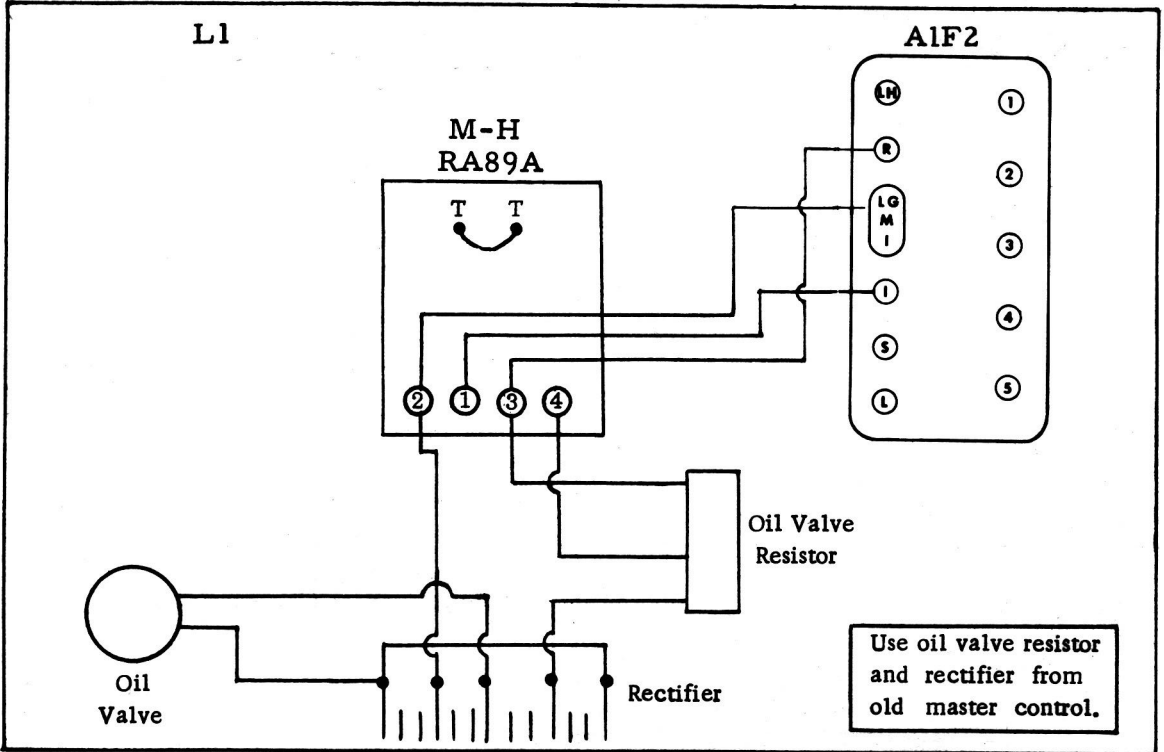 L1
A1F2
M-H
RA89A
T T
LH
R
LG
M
I
I
S
L
1
2
3
4
5
2 1 3 4
Oil Valve
Resistor
Oil
Valve
Rectifier
Use oil valve resistor
and rectifier from
old master control.